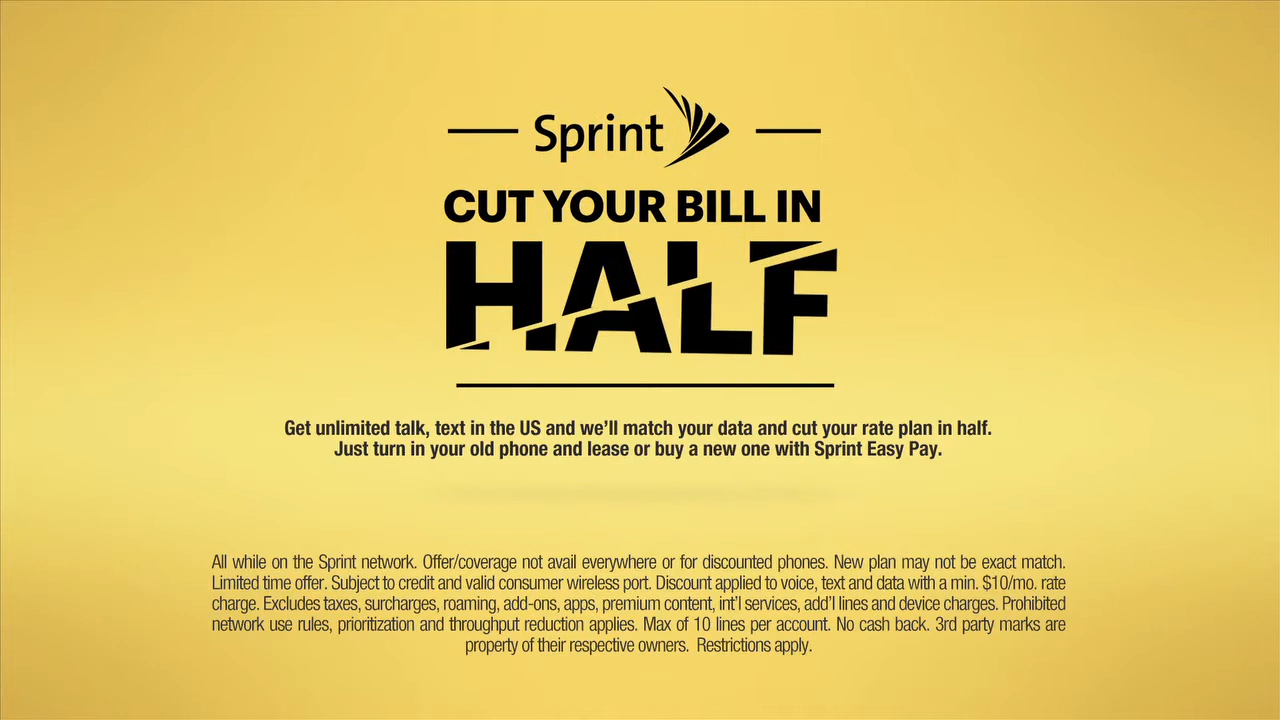 Sprint
CUT YOUR BILL IN
HALF
Get unlimited talk, text in the US and we'll match your data and cut your rate plan in half.
Just turn in your old phone and lease or buy a new one with Sprint Easy Pay.
All while on the Sprint network. Offer/coverage not avail everywhere or for discounted phones. New plan may not be exact match.
Limited time offer. Subject to credit and valid consumer wireless port. Discount applied to voice, text and data with a min. $10/mo. rate
charge. Excludes taxes, surcharges, roaming, add-ons, apps, premium content, int'l services, add'l lines and device charges. Prohibited
network use rules, prioritization and throughput reduction applies. Max of 10 lines per account. No cash back. 3rd party marks are
property of their respective owners. Restrictions apply.